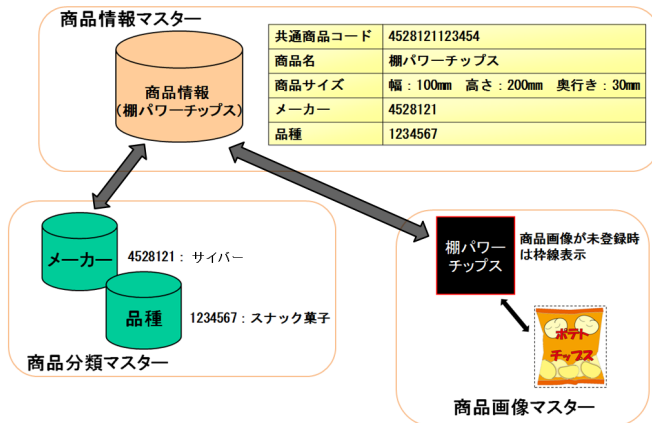 商品情報マスター
商品情報
(棚パワーチップス)
共通商品コード 4528121123454
商品名 棚パワーチップス
商品サイズ 幅：100mm 高さ：200mm 奥行き：30mm
メーカー 4528121
品種 1234567
メーカー
4528121： サイバー
品種
1234567：スナック菓子
商品分類マスター
棚パワー
チップス
商品画像が未登録時
は枠線表示
ポテト
チップス
商品画像マスター